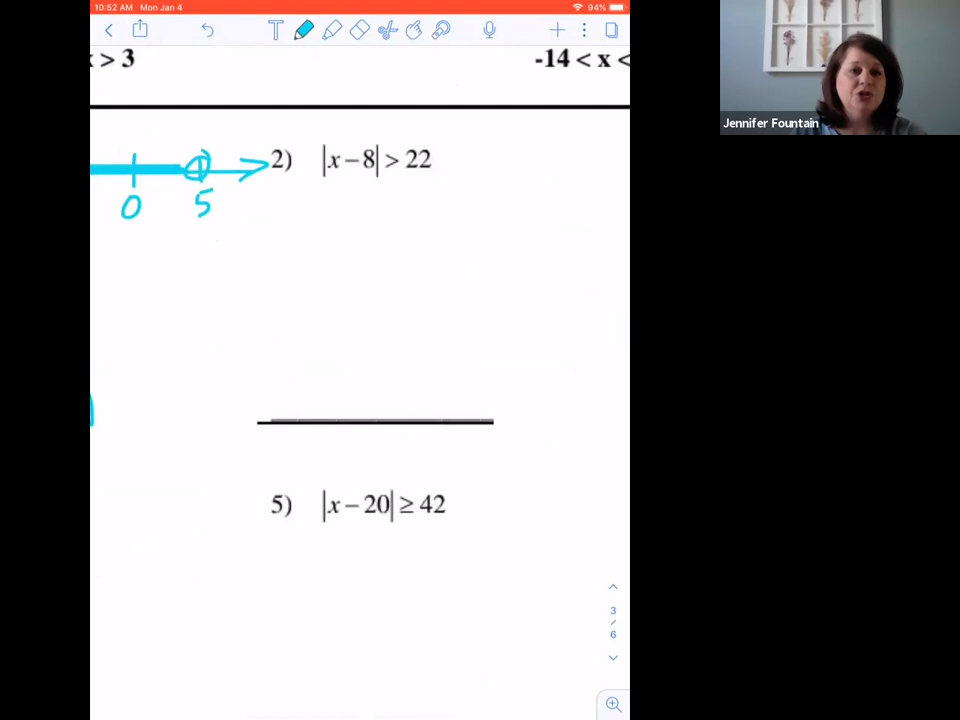 10:52 AM Mon Jan 4
94%
> 3
-14 < x <
2) |x − 8| > 22
0
5
5) |x − 20| ≥ 42
3
/
6
Jennifer Fountain